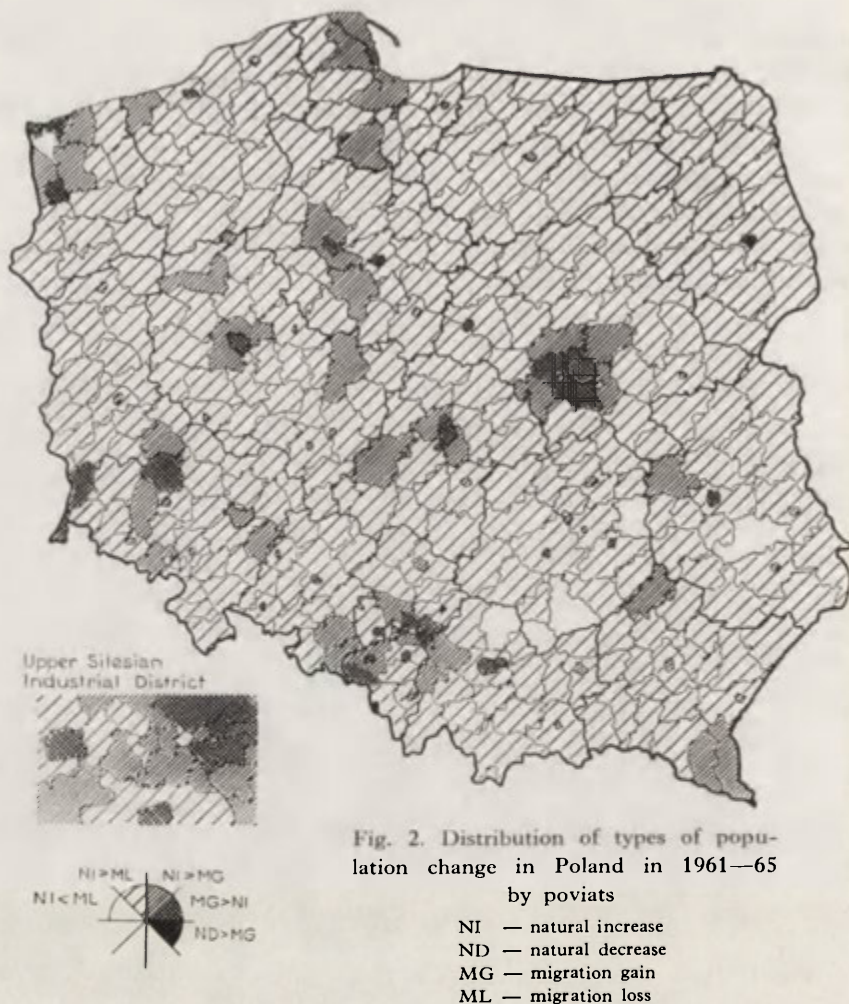 Upper Silesian
Industrial District
NI>ML NI>MG
NI<ML MG>NI
ND>MG
Fig. 2. Distribution of types of popu-
lation change in Poland in 1961—65
by poviats
NI — natural increase
ND — natural decrease
MG — migration gain
ML — migration loss